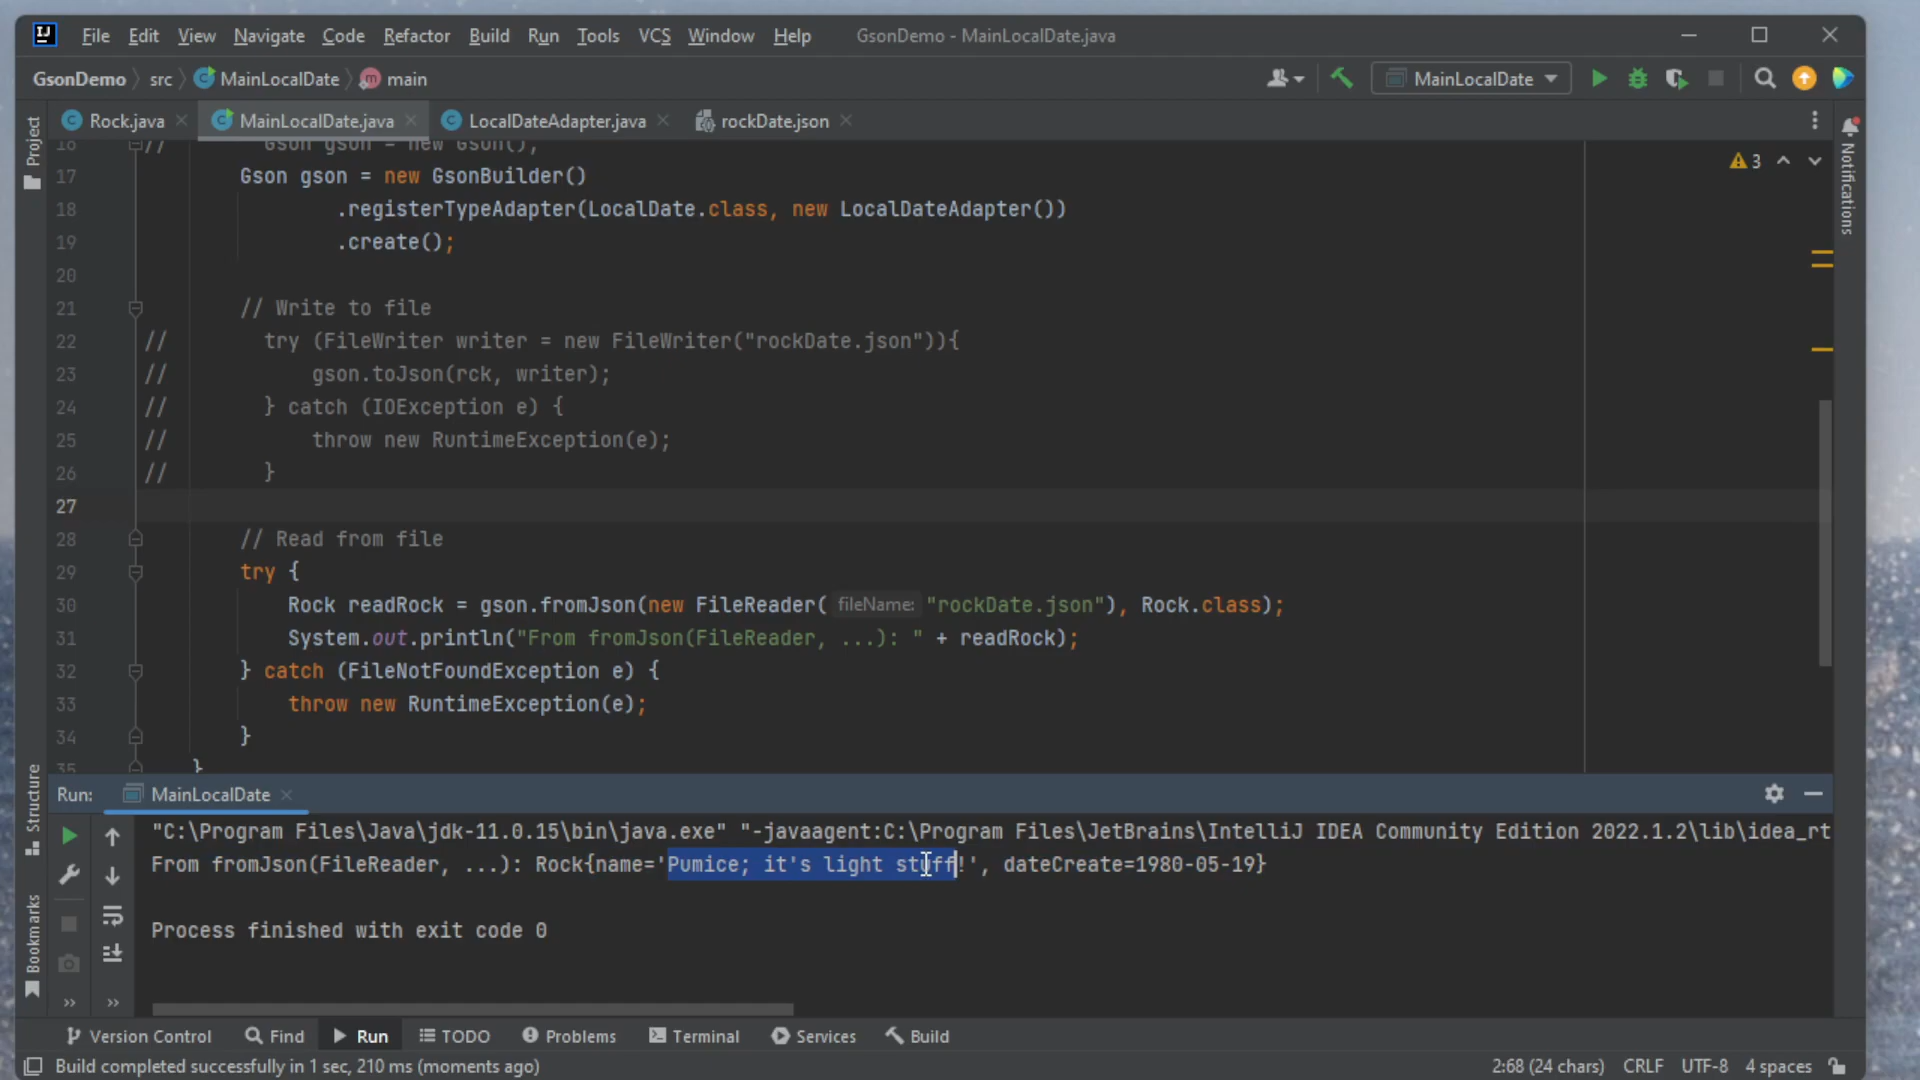 File Edit View Navigate Code Refactor Build Run Tools VCS Window Help GsonDemo - MainLocalDate.java
GsonDemo src MainLocalDate main MainLocalDate
Rock.java MainLocalDate.java LocalDateAdapter.java rockDate.json
Project
Notifications
16 // Gson gson = new Gson();
17 Gson gson = new GsonBuilder()
18 .registerTypeAdapter(LocalDate.class, new LocalDateAdapter())
19 .create();
20
21 // Write to file
22 // try (FileWriter writer = new FileWriter("rockDate.json")){
23 // gson.toJson(rck, writer);
24 // } catch (IOException e) {
25 // throw new RuntimeException(e);
26 // }
27
28 // Read from file
29 try {
30 Rock readRock = gson.fromJson(new FileReader( fileName: "rockDate.json"), Rock.class);
31 System.out.println("From fromJson(FileReader, ...): " + readRock);
32 } catch (FileNotFoundException e) {
33 throw new RuntimeException(e);
34 }
35 }
3
Structure
Bookmarks
Run: MainLocalDate
"C:\Program Files\Java\jdk-11.0.15\bin\java.exe" "-javaagent:C:\Program Files\JetBrains\IntelliJ IDEA Community Edition 2022.1.2\lib\idea_rt
From fromJson(FileReader, ...): Rock{name='Pumice; it's light stuff!', dateCreate=1980-05-19}
Process finished with exit code 0
Version Control Find Run TODO Problems Terminal Services Build
Build completed successfully in 1 sec, 210 ms (moments ago) 2:68 (24 chars) CRLF UTF-8 4 spaces